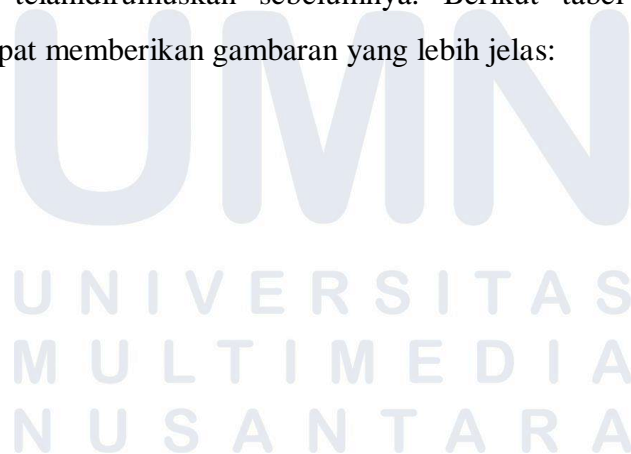 telahdirumuskan sebelumnya. Berikut tabel
pat memberikan gambaran yang lebih jelas:
UMN
UNIVERSITAS
MULTIMEDIA
NUSANTARA